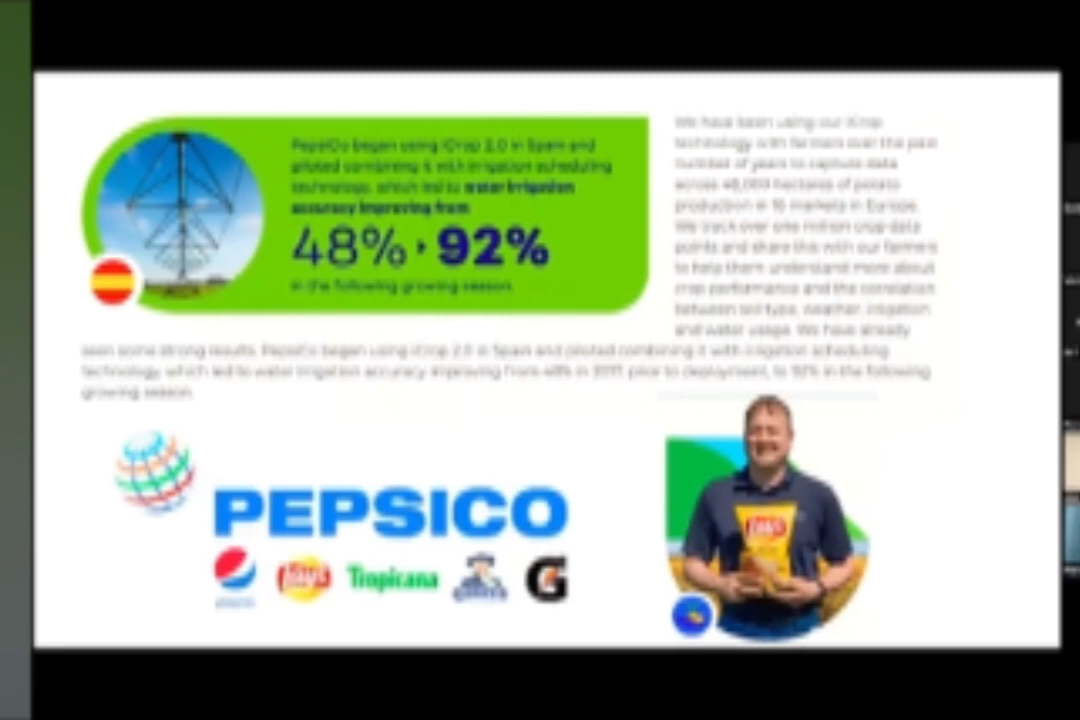 PepsiCo began using iCrop 2.0 in Spain and
piloted combining it with irrigation scheduling
technology, which led to water irrigation
accuracy improving from
48% 92%
in the following growing season.
We have been using our iCrop
technology with farmers over the past
number of years to capture data
across hectares of potato
production in markets in Europe.
We track over one million crop data
points and share this with our farmers
to help them understand more about
crop performance and the correlation
between soil type, weather, irrigation
and water usage. We have already
seen some strong results. PepsiCo began using iCrop 2.0 in Spain and piloted combining it with irrigation scheduling
technology, which led to water irrigation accuracy improving from 48% in prior to deployment, to 92% in the following
growing season.
PEPSICO
pepsi Lay's Tropicana QUAKER G
Lay's